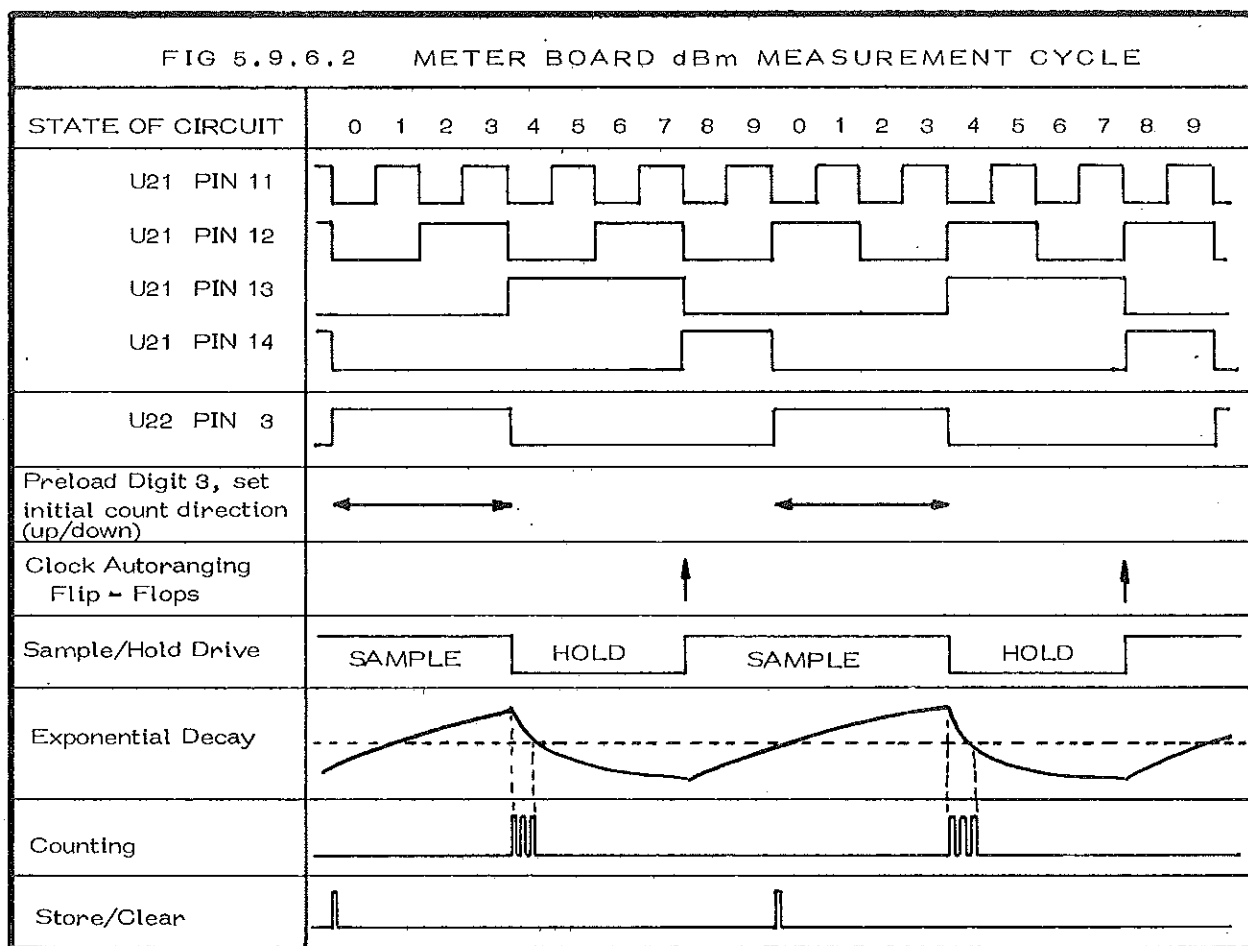 FIG 5.9.6.2 METER BOARD dBm MEASUREMENT CYCLE
STATE OF CIRCUIT 0 1 2 3 4 5 6 7 8 9 0 1 2 3 4 5 6 7 8 9
U21 PIN 11
U21 PIN 12
U21 PIN 13
U21 PIN 14
U22 PIN 3
Preload Digit 3, set
initial count direction
(up/down)
Clock Autoranging
Flip - Flops
Sample/Hold Drive SAMPLE HOLD SAMPLE HOLD
Exponential Decay
Counting
Store/Clear